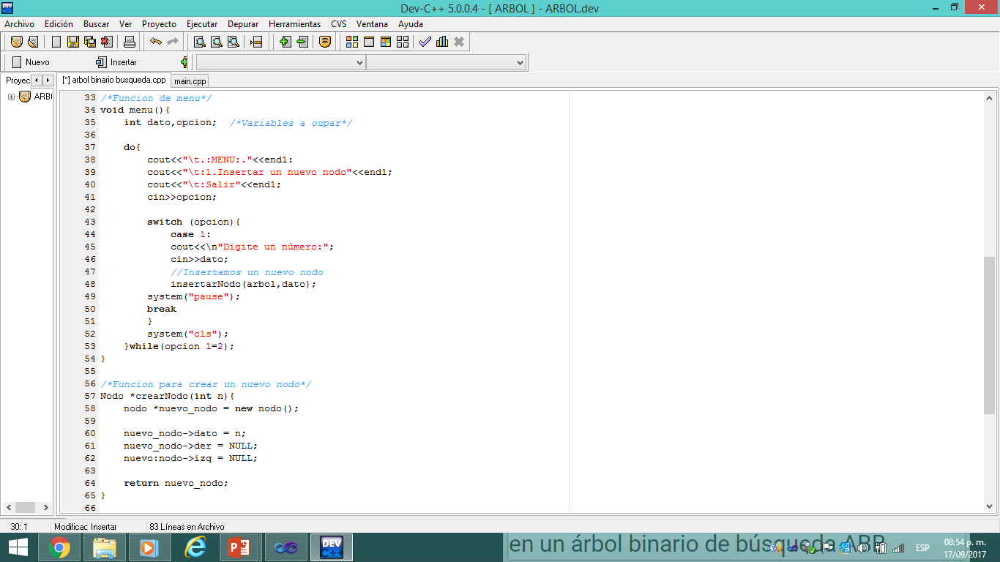 Dev-C++ 5.0.0.4 - [ ARBOL ] - ARBOL.dev
Archivo Edición Buscar Ver Proyecto Ejecutar Depurar Herramientas CVS Ventana Ayuda
Nuevo Insertar
Proyec [*] arbol binario busqueda.cpp main.cpp
ARB
33 /*Funcion de menu*/
34 void menu(){
35 int dato,opcion; /*Variables a oupar*/
36
37 do{
38 cout<<"\t.:MENU:."<<end1:
39 cout<<"\t:1.Insertar un nuevo nodo"<<end1;
40 cout<<"\t:Salir"<<end1;
41 cin>>opcion;
42
43 switch (opcion){
44 case 1:
45 cout<<\n"Digite un número:";
46 cin>>dato;
47 //Insertamos un nuevo nodo
48 insertarNodo(arbol,dato);
49 system("pause");
50 break
51 }
52 system("cls");
53 }while(opcion 1=2);
54 }
55
56 /*Funcion para crear un nuevo nodo*/
57 Nodo *crearNodo(int n){
58 nodo *nuevo_nodo = new nodo();
59
60 nuevo_nodo->dato = n;
61 nuevo_nodo->der = NULL;
62 nuevo:nodo->izq = NULL;
63
64 return nuevo_nodo;
65 }
66
30: 1 Modificac Insertar 83 Líneas en Archivo
en un árbol binario de búsqueda ABB
ESP
08:54 p. m.
17/09/2017